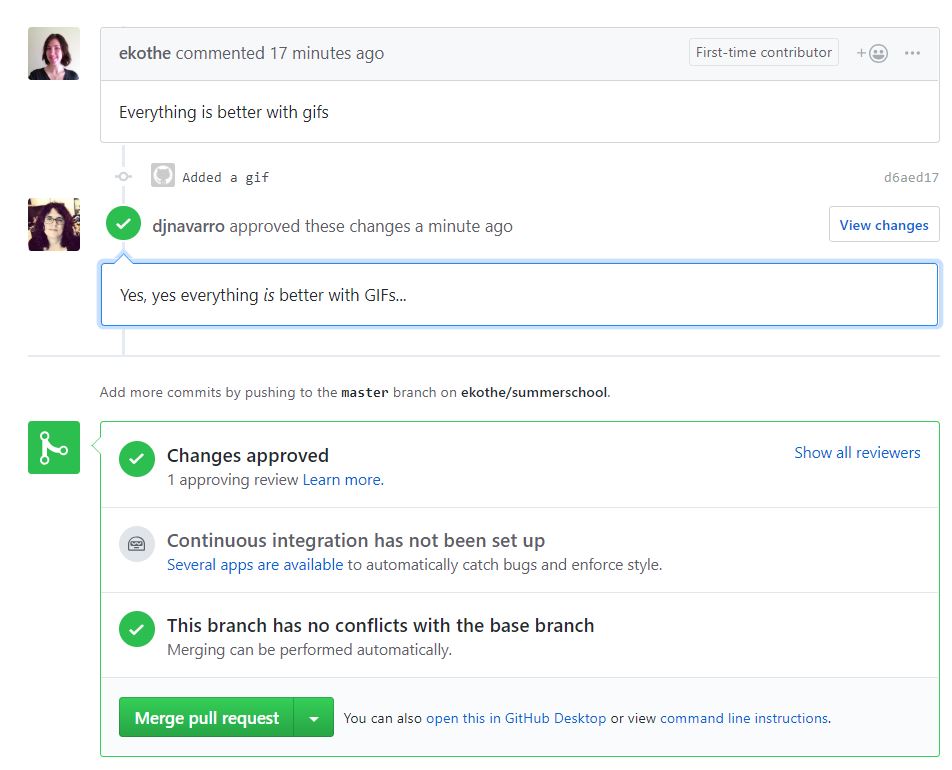 ekothe commented 17 minutes ago First-time contributor
Everything is better with gifs
Added a gif d6aed17
djnavarro approved these changes a minute ago View changes
Yes, yes everything is better with GIFs...
Add more commits by pushing to the master branch on ekothe/summerschool.
Changes approved Show all reviewers
1 approving review Learn more.
Continuous integration has not been set up
Several apps are available to automatically catch bugs and enforce style.
This branch has no conflicts with the base branch
Merging can be performed automatically.
Merge pull request You can also open this in GitHub Desktop or view command line instructions.